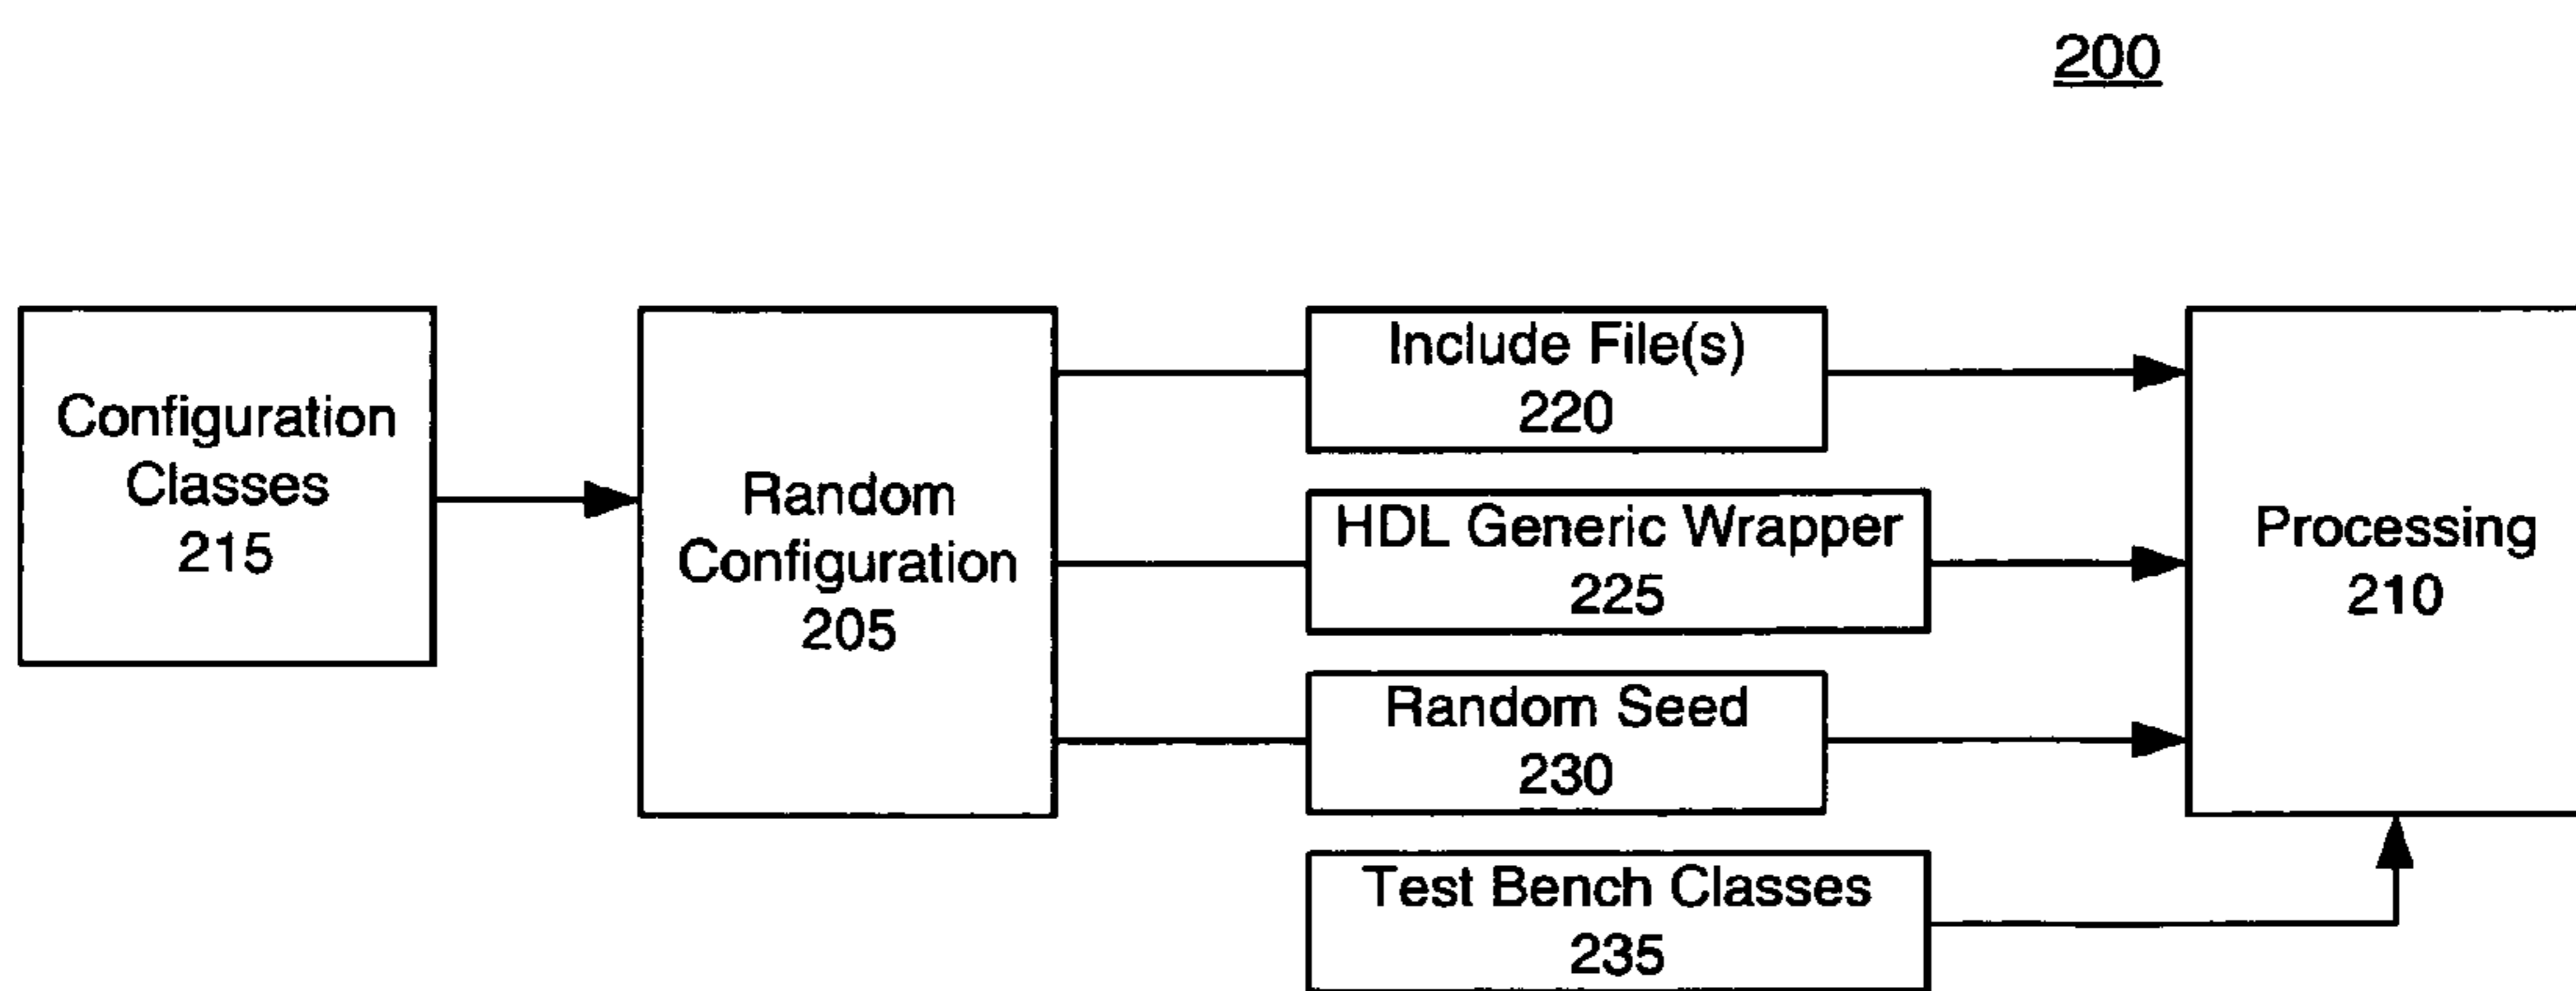 200
Configuration
Classes
215
Random
Configuration
205
Include File(s)
220
HDL Generic Wrapper
225
Random Seed
230
Test Bench Classes
235
Processing
210